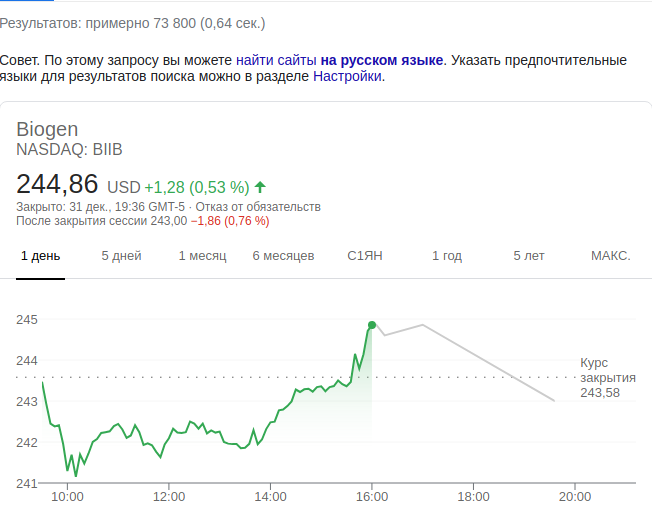 Результатов: примерно 73 800 (0,64 сек.)
Совет. По этому запросу вы можете найти сайты на русском языке. Указать предпочтительные
языки для результатов поиска можно в разделе Настройки.
Biogen
NASDAQ: BIIB
244,86 USD +1,28 (0,53 %)
Закрыто: 31 дек., 19:36 GMT-5 · Отказ от обязательств
После закрытия сессии 243,00 −1,86 (0,76 %)
1 день 5 дней 1 месяц 6 месяцев С1ЯН 1 год 5 лет МАКС.
245
244
243
242
241
Курс
закрытия
243,58
10:00 12:00 14:00 16:00 18:00 20:00